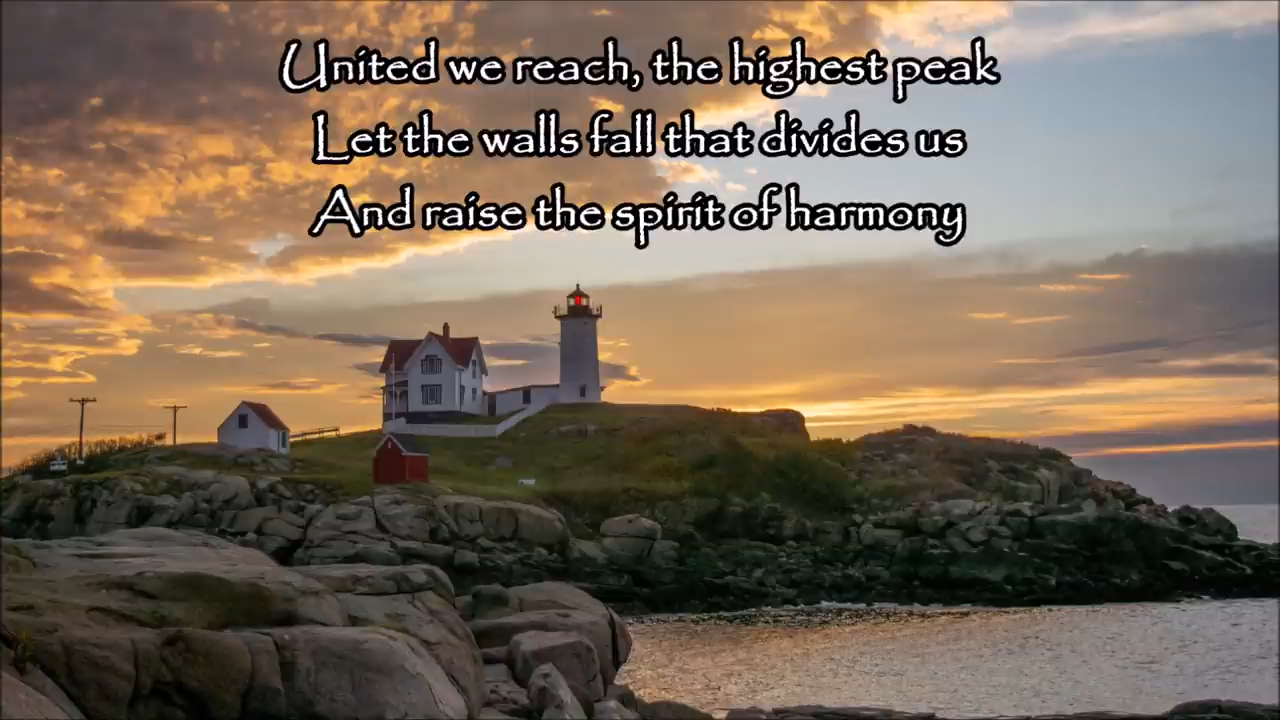 United we reach, the highest peak
Let the walls fall that divides us
And raise the spirit of harmony